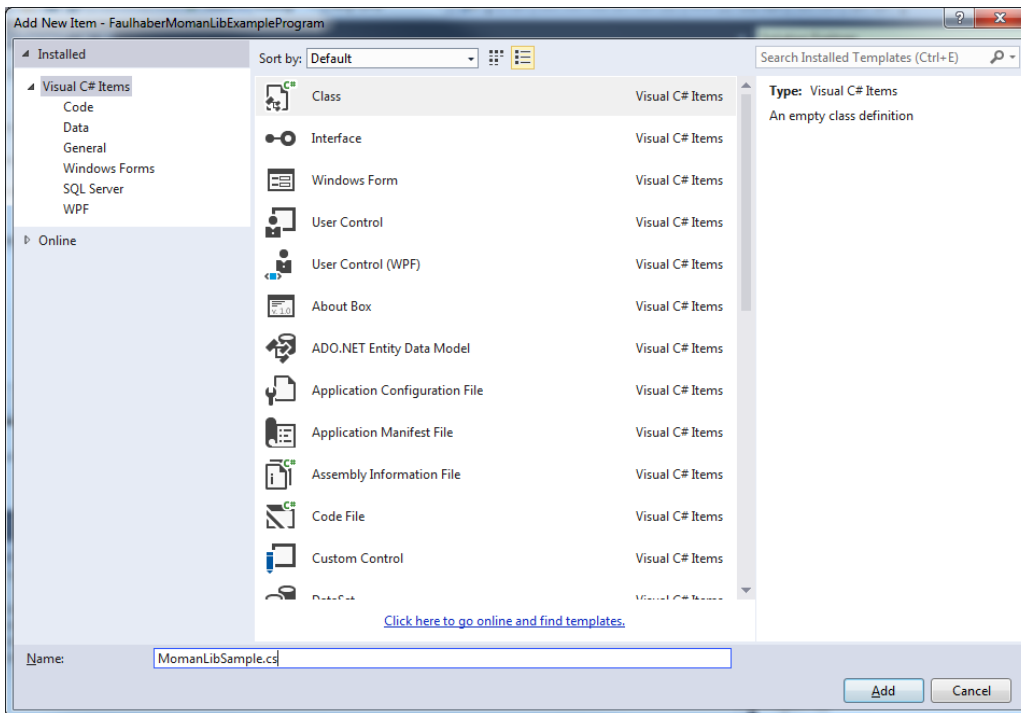 Add New Item - FaulhaberMomanLibExampleProgram
Installed
Sort by: Default
Search Installed Templates (Ctrl+E)
Visual C# Items
Code
Data
General
Windows Forms
SQL Server
WPF
Online
Class Visual C# Items
Interface Visual C# Items
Windows Form Visual C# Items
User Control Visual C# Items
User Control (WPF) Visual C# Items
About Box Visual C# Items
ADO.NET Entity Data Model Visual C# Items
Application Configuration File Visual C# Items
Application Manifest File Visual C# Items
Assembly Information File Visual C# Items
Code File Visual C# Items
Custom Control Visual C# Items
DataSet Visual C# Items
Type: Visual C# Items
An empty class definition
Click here to go online and find templates.
Name: MomanLibSample.cs
Add Cancel